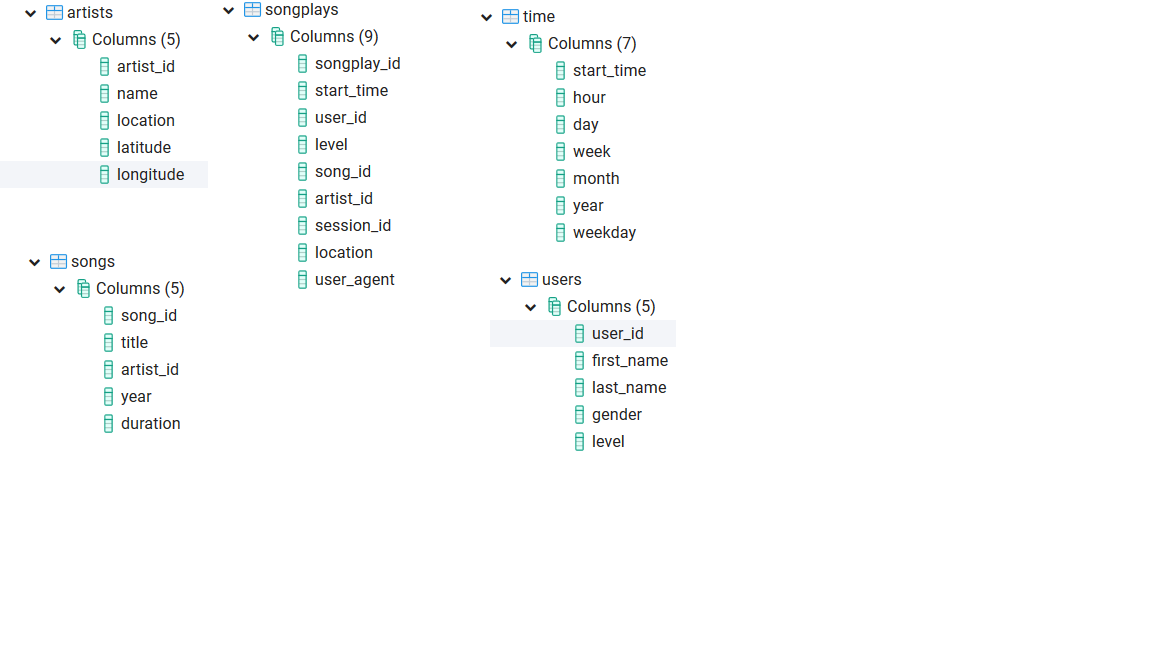 artists
Columns (5)
artist_id
name
location
latitude
longitude
songs
Columns (5)
song_id
title
artist_id
year
duration
songplays
Columns (9)
songplay_id
start_time
user_id
level
song_id
artist_id
session_id
location
user_agent
time
Columns (7)
start_time
hour
day
week
month
year
weekday
users
Columns (5)
user_id
first_name
last_name
gender
level